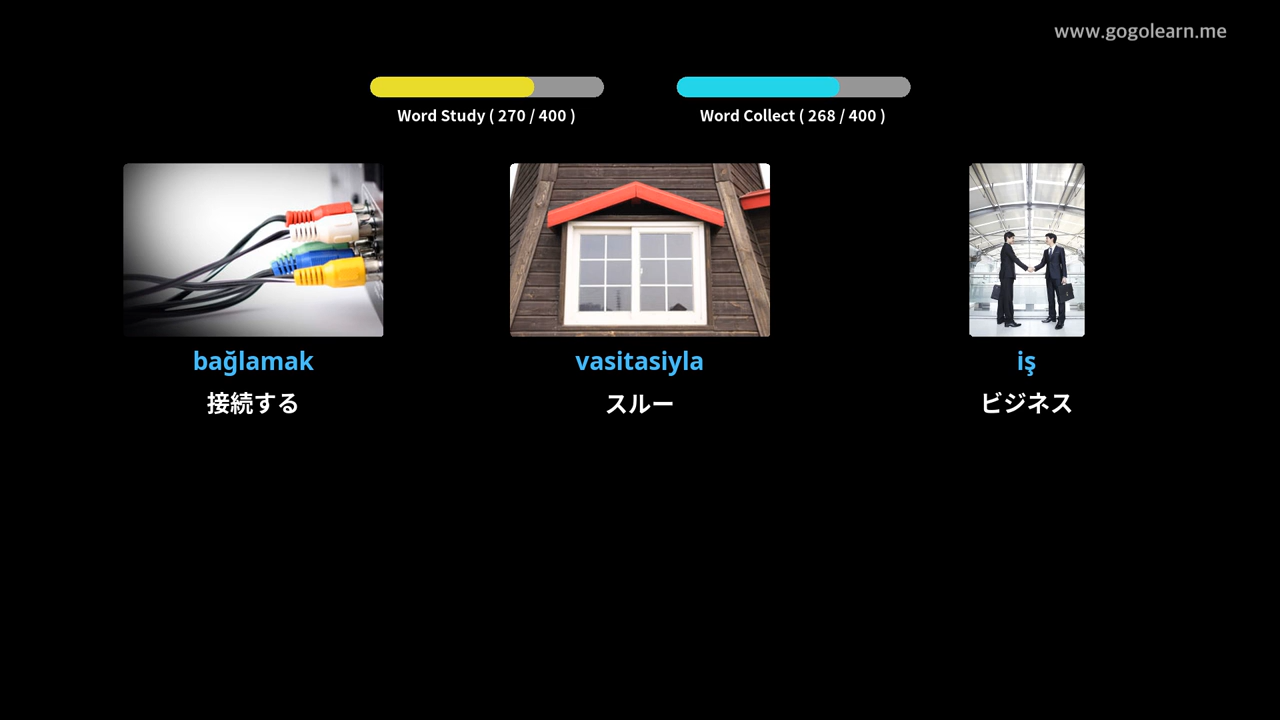 www.gogolearn.me
Word Study ( 270 / 400 )
Word Collect ( 268 / 400 )
bağlamak
vasitasiyla
iş
接続する
スルー
ビジネス